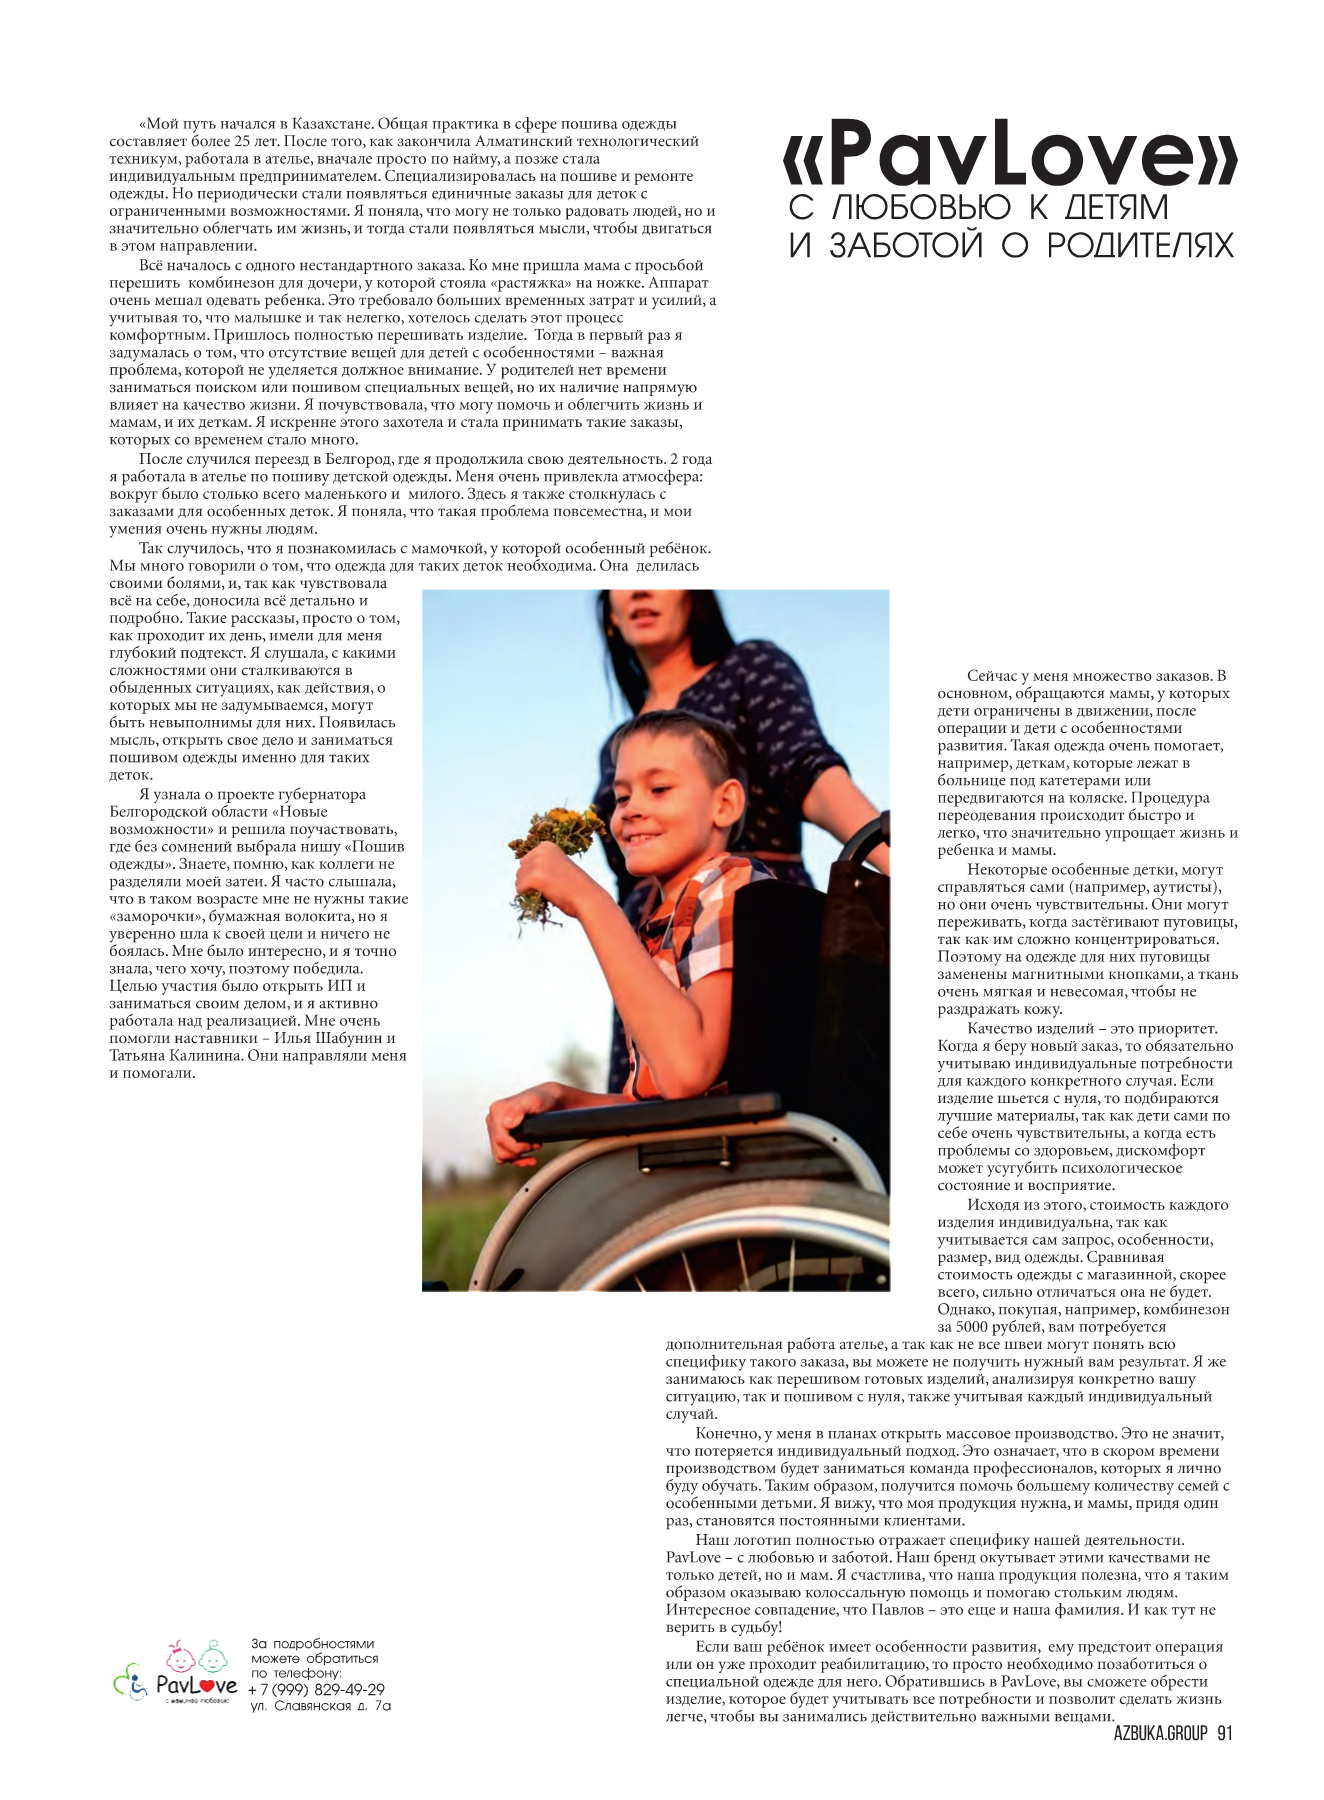 «PavLove»
С ЛЮБОВЬЮ К ДЕТЯМ
И ЗАБОТОЙ О РОДИТЕЛЯХ
«Мой путь начался в Казахстане. Общая практика в сфере пошива одежды
составляет более 25 лет. После того, как закончила Алматинский технологический
техникум, работала в ателье, вначале просто по найму, а позже стала
индивидуальным предпринимателем. Специализировалась на пошиве и ремонте
одежды. Но периодически стали появляться единичные заказы для деток с
ограниченными возможностями. Я поняла, что могу не только радовать людей, но и
значительно облегчать им жизнь, и тогда стали появляться мысли, чтобы двигаться
в этом направлении.
Всё началось с одного нестандартного заказа. Ко мне пришла мама с просьбой
перешить комбинезон для дочери, у которой стояла «растяжка» на ножке. Аппарат
очень мешал одевать ребенка. Это требовало больших временных затрат и усилий, а
учитывая то, что малышке и так нелегко, хотелось сделать этот процесс
комфортным. Пришлось полностью перешивать изделие. Тогда в первый раз я
задумалась о том, что отсутствие вещей для детей с особенностями – важная
проблема, которой не уделяется должное внимание. У родителей нет времени
заниматься поиском или пошивом специальных вещей, но их наличие напрямую
влияет на качество жизни. Я почувствовала, что могу помочь и облегчить жизнь и
мамам, и их деткам. Я искренне этого захотела и стала принимать такие заказы,
которых со временем стало много.
После случился переезд в Белгород, где я продолжила свою деятельность. 2 года
я работала в ателье по пошиву детской одежды. Меня очень привлекла атмосфера:
вокруг было столько всего маленького и милого. Здесь я также столкнулась с
заказами для особенных деток. Я поняла, что такая проблема повсеместна, и мои
умения очень нужны людям.
Так случилось, что я познакомилась с мамочкой, у которой особенный ребёнок.
Мы много говорили о том, что одежда для таких деток необходима. Она делилась
своими болями, и, так как чувствовала
всё на себе, доносила всё детально и
подробно. Такие рассказы, просто о том,
как проходит их день, имели для меня
глубокий подтекст. Я слушала, с какими
сложностями они сталкиваются в
обыденных ситуациях, как действия, о
которых мы не задумываемся, могут
быть невыполнимы для них. Появилась
мысль, открыть свое дело и заниматься
пошивом одежды именно для таких
деток.
Я узнала о проекте губернатора
Белгородской области «Новые
возможности» и решила поучаствовать,
где без сомнений выбрала нишу «Пошив
одежды». Знаете, помню, как коллеги не
разделяли моей затеи. Я часто слышала,
что в таком возрасте мне не нужны такие
«заморочки», бумажная волокита, но я
уверенно шла к своей цели и ничего не
боялась. Мне было интересно, и я точно
знала, чего хочу, поэтому победила.
Целью участия было открыть ИП и
заниматься своим делом, и я активно
работала над реализацией. Мне очень
помогли наставники – Илья Шабунин и
Татьяна Калинина. Они направляли меня
и помогали.
Сейчас у меня множество заказов. В
основном, обращаются мамы, у которых
дети ограничены в движении, после
операции и дети с особенностями
развития. Такая одежда очень помогает,
например, деткам, которые лежат в
больнице под катетерами или
передвигаются на коляске. Процедура
переодевания происходит быстро и
легко, что значительно упрощает жизнь и
ребенка и мамы.
Некоторые особенные детки, могут
справляться сами (например, аутисты),
но они очень чувствительны. Они могут
переживать, когда застёгивают пуговицы,
так как им сложно концентрироваться.
Поэтому на одежде для них пуговицы
заменены магнитными кнопками, а ткань
очень мягкая и невесомая, чтобы не
раздражать кожу.
Качество изделий – это приоритет.
Когда я беру новый заказ, то обязательно
учитываю индивидуальные потребности
для каждого конкретного случая. Если
изделие шьется с нуля, то подбираются
лучшие материалы, так как дети сами по
себе очень чувствительны, а когда есть
проблемы со здоровьем, дискомфорт
может усугубить психологическое
состояние и восприятие.
Исходя из этого, стоимость каждого
изделия индивидуальна, так как
учитывается сам запрос, особенности,
размер, вид одежды. Сравнивая
стоимость одежды с магазинной, скорее
всего, сильно отличаться она не будет.
Однако, покупая, например, комбинезон
за 5000 рублей, вам потребуется
дополнительная работа ателье, а так как не все швеи могут понять всю
специфику такого заказа, вы можете не получить нужный вам результат. Я же
занимаюсь как перешивом готовых изделий, анализируя конкретно вашу
ситуацию, так и пошивом с нуля, также учитывая каждый индивидуальный
случай.
Конечно, у меня в планах открыть массовое производство. Это не значит,
что потеряется индивидуальный подход. Это означает, что в скором времени
производством будет заниматься команда профессионалов, которых я лично
буду обучать. Таким образом, получится помочь большему количеству семей с
особенными детьми. Я вижу, что моя продукция нужна, и мамы, придя один
раз, становятся постоянными клиентами.
Наш логотип полностью отражает специфику нашей деятельности.
PavLove – с любовью и заботой. Наш бренд окутывает этими качествами не
только детей, но и мам. Я счастлива, что наша продукция полезна, что я таким
образом оказываю колоссальную помощь и помогаю стольким людям.
Интересное совпадение, что Павлов – это еще и наша фамилия. И как тут не
верить в судьбу!
Если ваш ребёнок имеет особенности развития, ему предстоит операция
или он уже проходит реабилитацию, то просто необходимо позаботиться о
специальной одежде для него. Обратившись в PavLove, вы сможете обрести
изделие, которое будет учитывать все потребности и позволит сделать жизнь
легче, чтобы вы занимались действительно важными вещами.
PavLove
с маминой любовью
За подробностями
можете обратиться
по телефону:
+ 7 (999) 829-49-29
ул. Славянская д. 7а
AZBUKA.GROUP 91